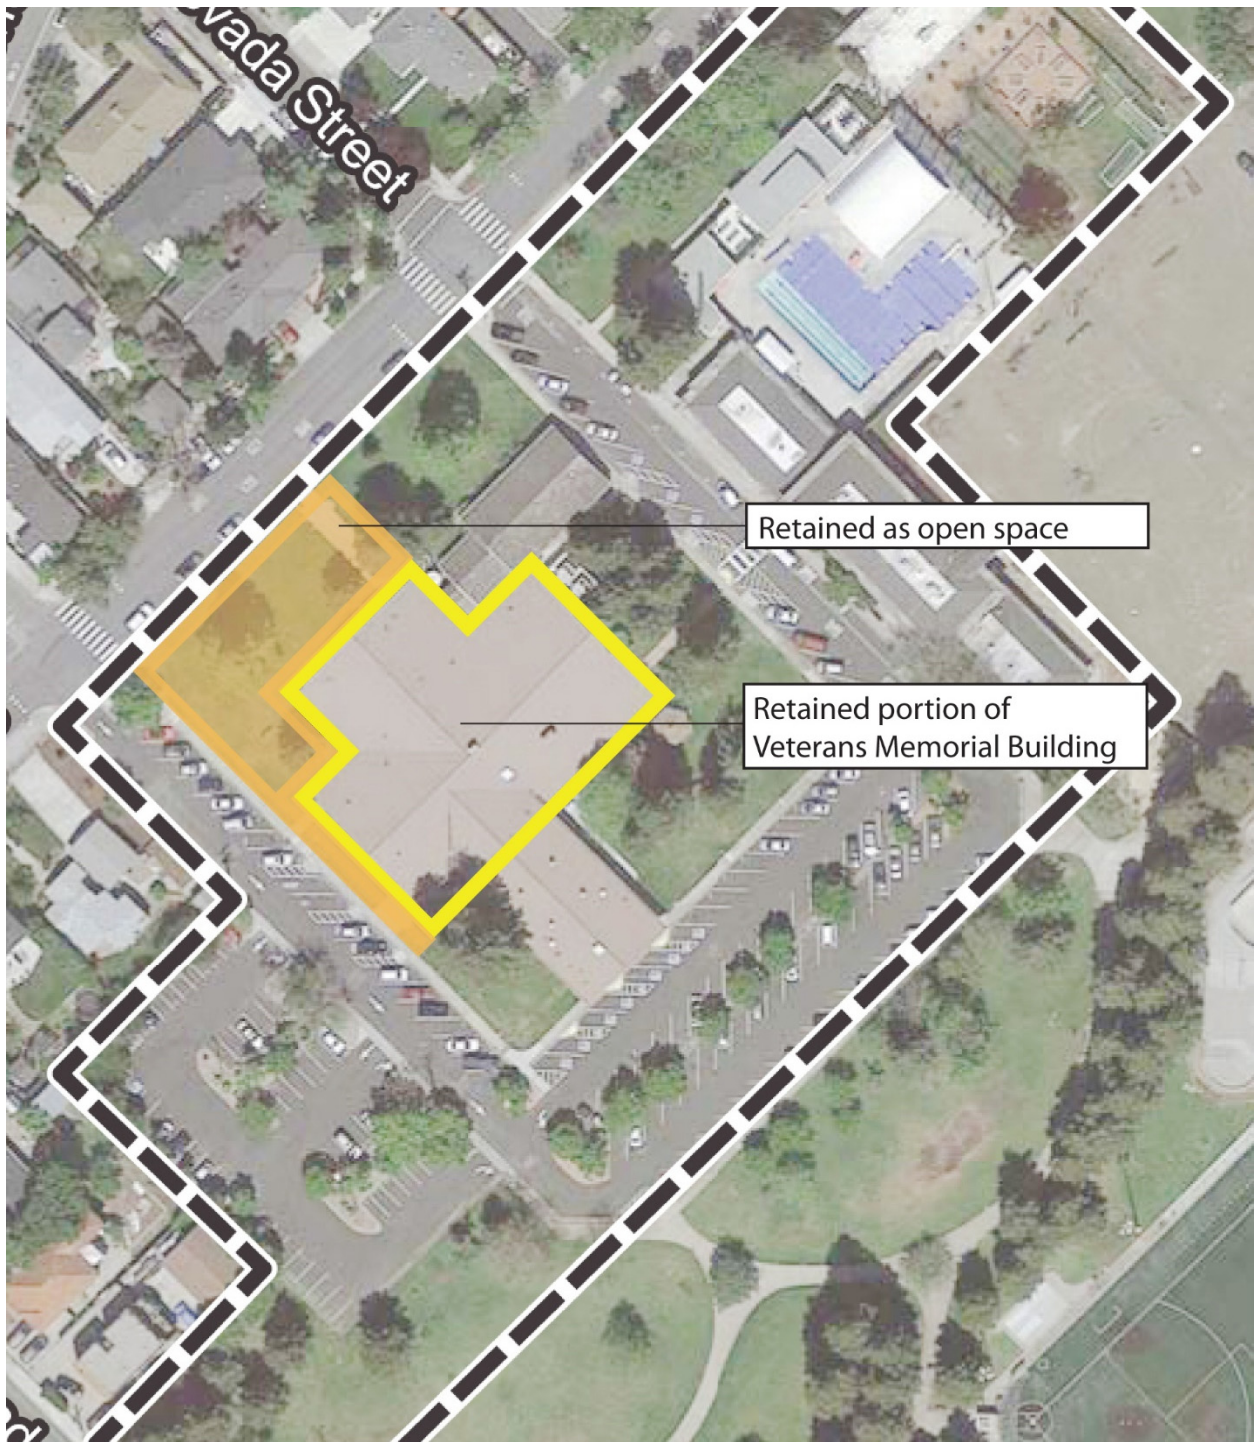 vada Street
Retained as open space
Retained portion of
Veterans Memorial Building